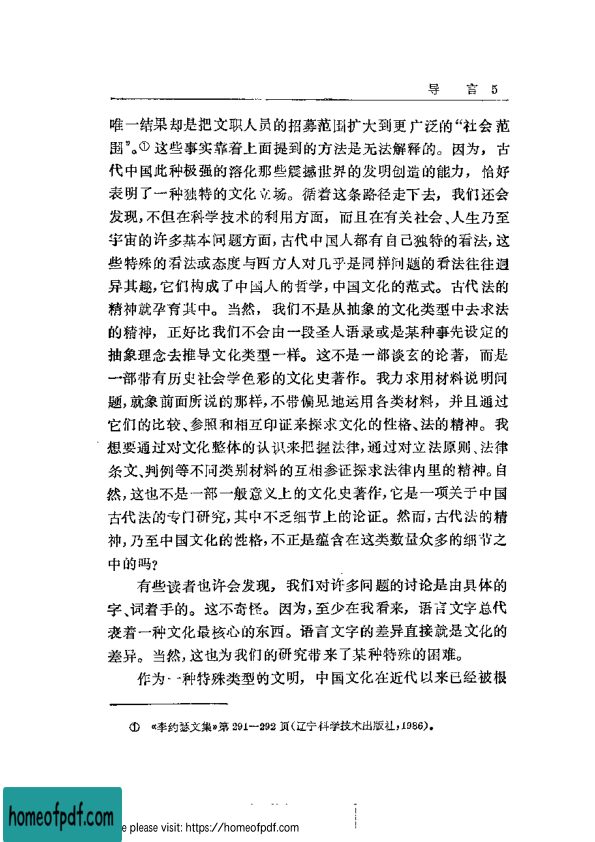 导 言 5
唯一结果却是把文职人员的招募范围扩大到更广泛的“社会范
围”。①这些事实靠着上面提到的方法是无法解释的。因为，古
代中国此种极强的溶化那些震撼世界的发明创造的能力，恰好
表明了一种独特的文化立场。循着这条路径走下去，我们还会
发现，不但在科学技术的利用方面，而且在有关社会、人生乃至
宇宙的许多基本问题方面，古代中国人都有自己独特的看法，这
些特殊的看法或态度与西方人对几乎是同样问题的看法往往迥
异其趣，它们构成了中国人的哲学，中国文化的范式。古代法的
精神就孕育其中。当然，我们不是从抽象的文化类型中去求法
的精神，正好比我们不会由一段圣人语录或是某种事先设定的
抽象理念去推导文化类型一样。这不是一部谈玄的论著，而是
一部带有历史社会学色彩的文化史著作。我力求用材料说明问
题，就象前面所说的那样，不带偏见地运用各类材料，并且通过
它们的比较、参照和相互印证来探求文化的性格、法的精神。我
想要通过对文化整体的认识来把握法律，通过对立法原则、法律
条文、判例等不同类别材料的互相参证探求法律内里的精神。自
然，这也不是一部一般意义上的文化史著作，它是一项关于中国
古代法的专门研究，其中不乏细节上的论证。然而，古代法的精
神，乃至中国文化的性格，不正是蕴含在这类数量众多的细节之
中的吗？
有些读者也许会发现，我们对许多问题的讨论是由具体的
字、词着手的。这不奇怪。因为，至少在我看来，语言文字总代
表着一种文化最核心的东西。语言文字的差异直接就是文化的
差异。当然，这也为我们的研究带来了某种特殊的困难。
作为一种特殊类型的文明，中国文化在近代以来已经被根
① 《李约瑟文集》第291—292页（辽宁科学技术出版社，1986）。
homeofpdf.com
please visit: https://homeofpdf.com